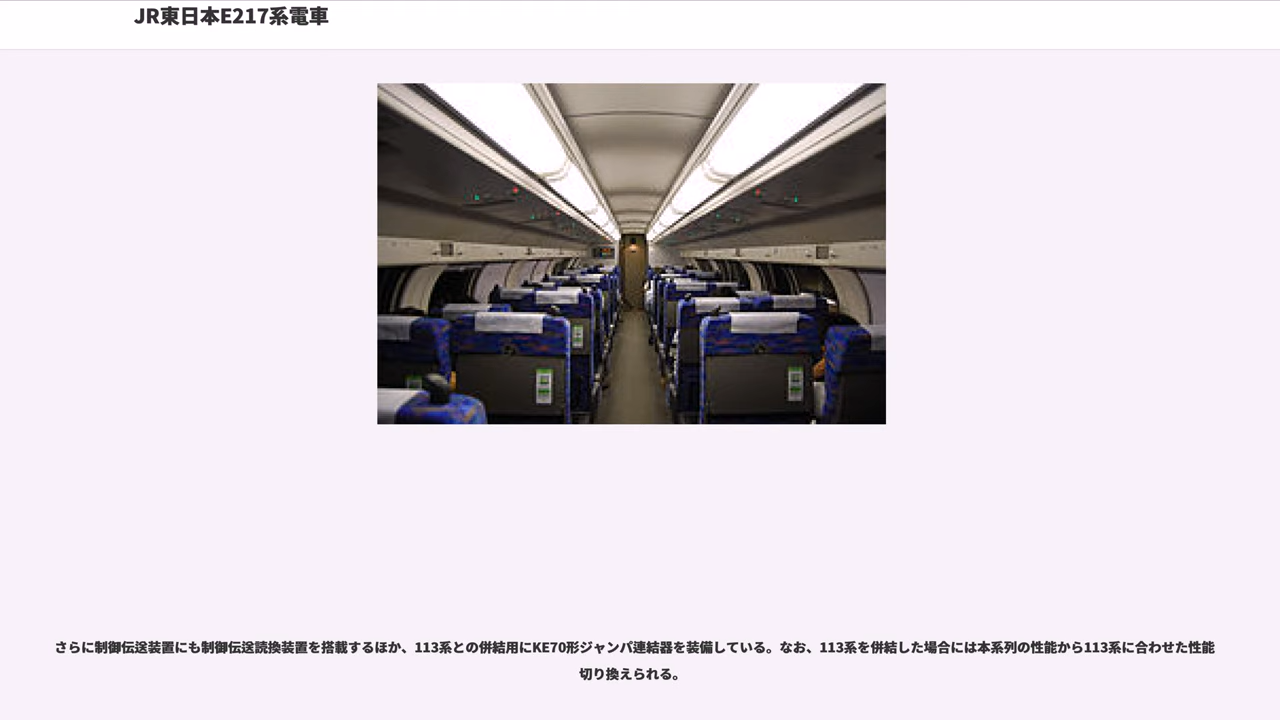 JR東日本E217系電車
さらに制御伝送装置にも制御伝送読換装置を搭載するほか、113系との併結用にKE70形ジャンパ連結器を装備している。なお、113系を併結した場合には本系列の性能から113系に合わせた性能
切り換えられる。